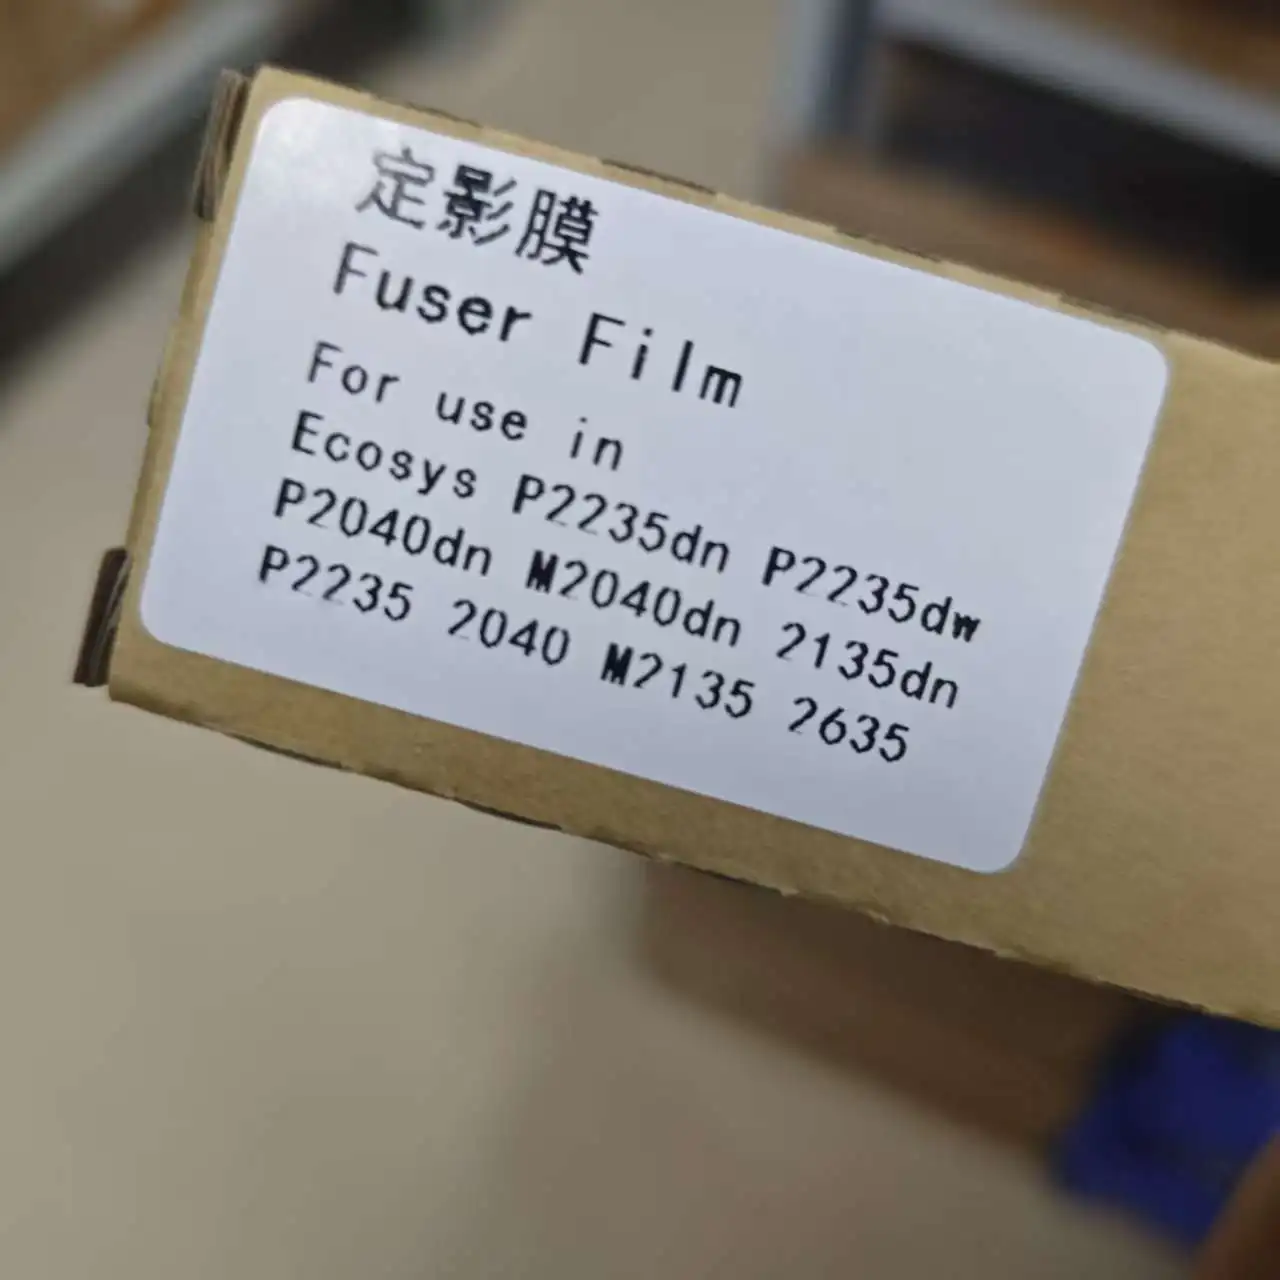 定影膜
Fuser Film
For use in
Ecosys P2235dn P2235dw
P2040dn M2040dn 2135dn
P2235 2040 M2135 2635